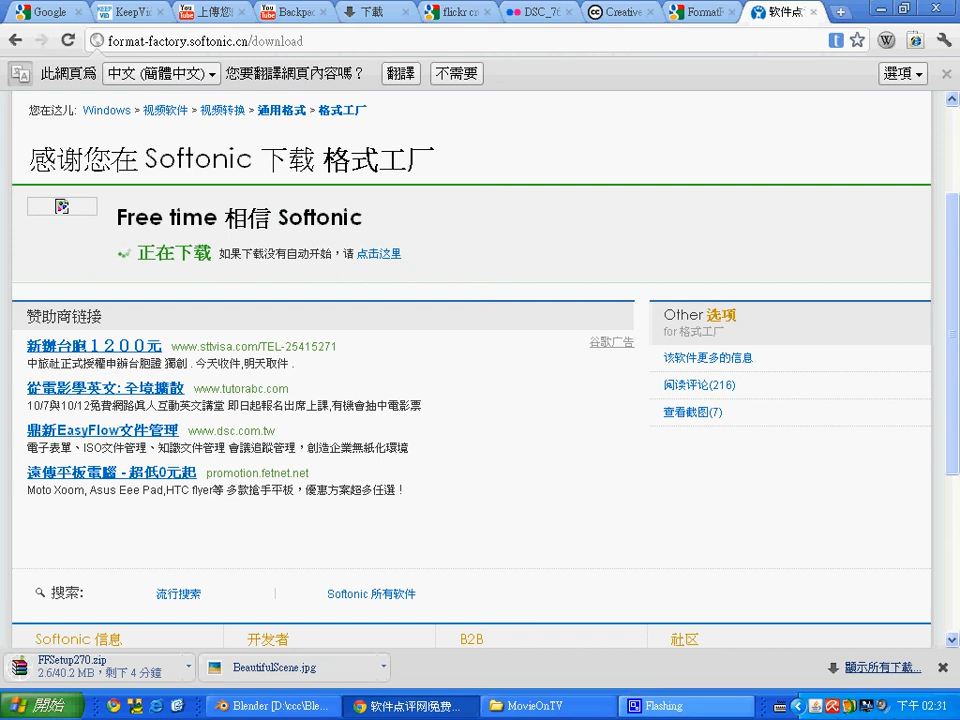 Google
KeepVi
上傳您
Backpa
下載
flickr cr
DSC_7
Creative
Format
软件点
format-factory.softonic.cn/download
此網頁為 中文 (簡體中文) 您要翻譯網頁內容嗎？ 翻譯 不需要 選項
您在这儿: Windows > 视频软件 > 视频转换 > 通用格式 > 格式工厂
感谢您在 Softonic 下载 格式工厂
Free time 相信 Softonic
正在下载 如果下载没有自动开始，请 点击这里
赞助商链接
谷歌广告
新辦台胞１２００元 www.sttvisa.com/TEL-25415271
中旅社正式授權申辦台胞證 獨創 . 今天收件,明天取件 .
從電影學英文: 全境擴散 www.tutorabc.com
10/7與10/12免費網路真人互動英文講堂 即日起報名出席上課,有機會抽中電影票
鼎新EasyFlow文件管理 www.dsc.com.tw
電子表單、ISO文件管理、知識文件管理 會議追蹤管理，創造企業無紙化環境
遠傳平板電腦 - 超低0元起 promotion.fetnet.net
Moto Xoom, Asus Eee Pad,HTC flyer等 多款搶手平板，優惠方案超多任選！
Other 选项
for 格式工厂
该软件更多的信息
阅读评论(216)
查看截图(7)
搜索: 流行搜索 | Softonic 所有软件
Softonic 信息 开发者 B2B 社区
FFSetup270.zip
2.6/40.2 MB，剩下 4 分鐘
BeautifulScene.jpg
顯示所有下載...
開始
Blender [D:\ccc\Ble...
软件点评网|免费...
MovieOnTV
Flashing
下午 02:31